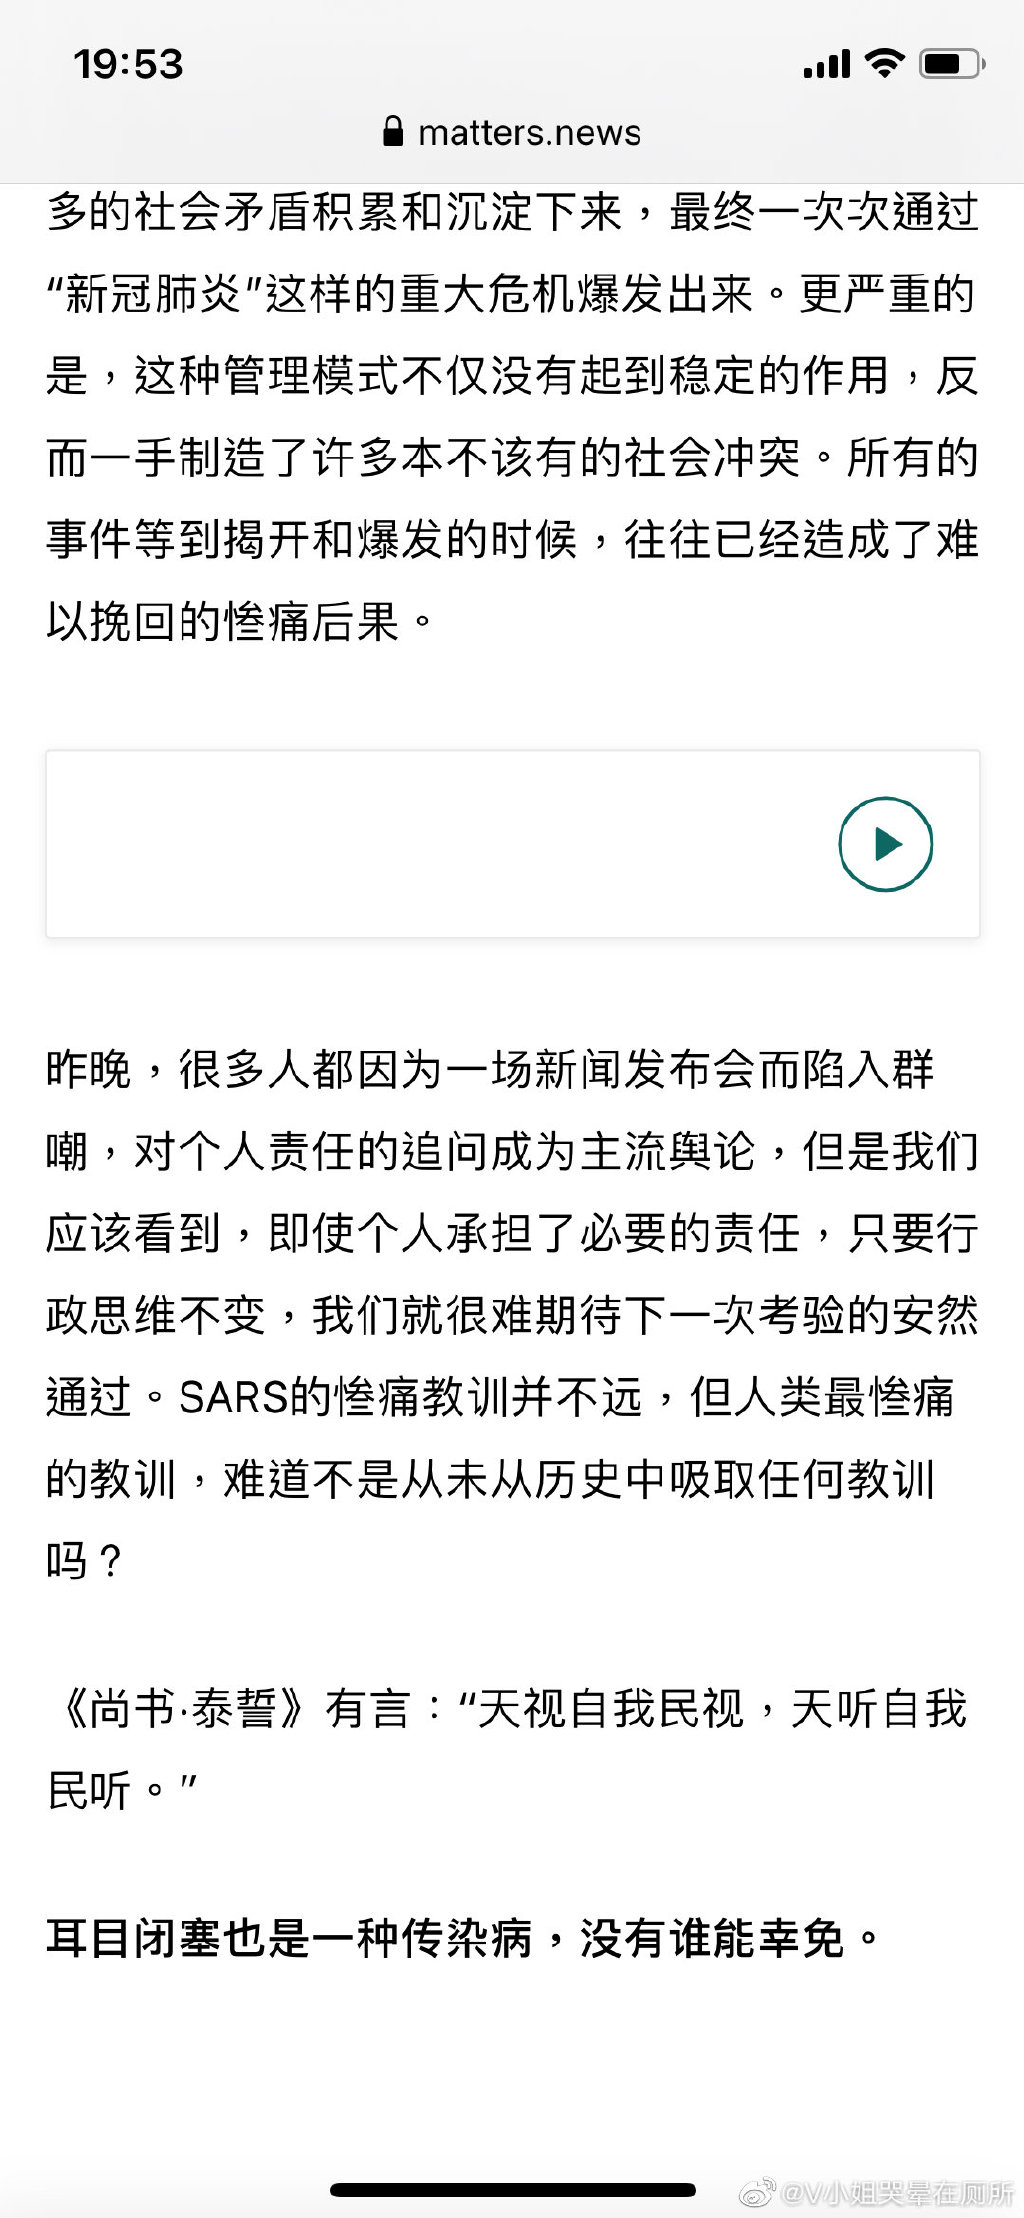 19:53
matters.news
多的社会矛盾积累和沉淀下来，最终一次次通过
“新冠肺炎”这样的重大危机爆发出来。更严重的
是，这种管理模式不仅没有起到稳定的作用，反
而一手制造了许多本不该有的社会冲突。所有的
事件等到揭开和爆发的时候，往往已经造成了难
以挽回的惨痛后果。
昨晚，很多人都因为一场新闻发布会而陷入群
嘲，对个人责任的追问成为主流舆论，但是我们
应该看到，即使个人承担了必要的责任，只要行
政思维不变，我们就很难期待下一次考验的安然
通过。SARS的惨痛教训并不远，但人类最惨痛
的教训，难道不是从未从历史中吸取任何教训
吗？
《尚书·泰誓》有言：“天视自我民视，天听自我
民听。”
耳目闭塞也是一种传染病，没有谁能幸免。
@V小姐哭晕在厕所